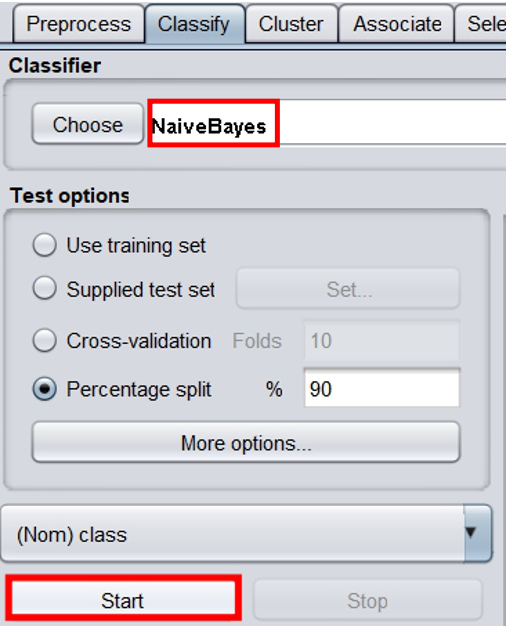 Preprocess Classify Cluster Associate Sele
Classifier
Choose NaiveBayes
Test options
Use training set
Supplied test set Set...
Cross-validation Folds 10
Percentage split % 90
More options...
(Nom) class
Start Stop